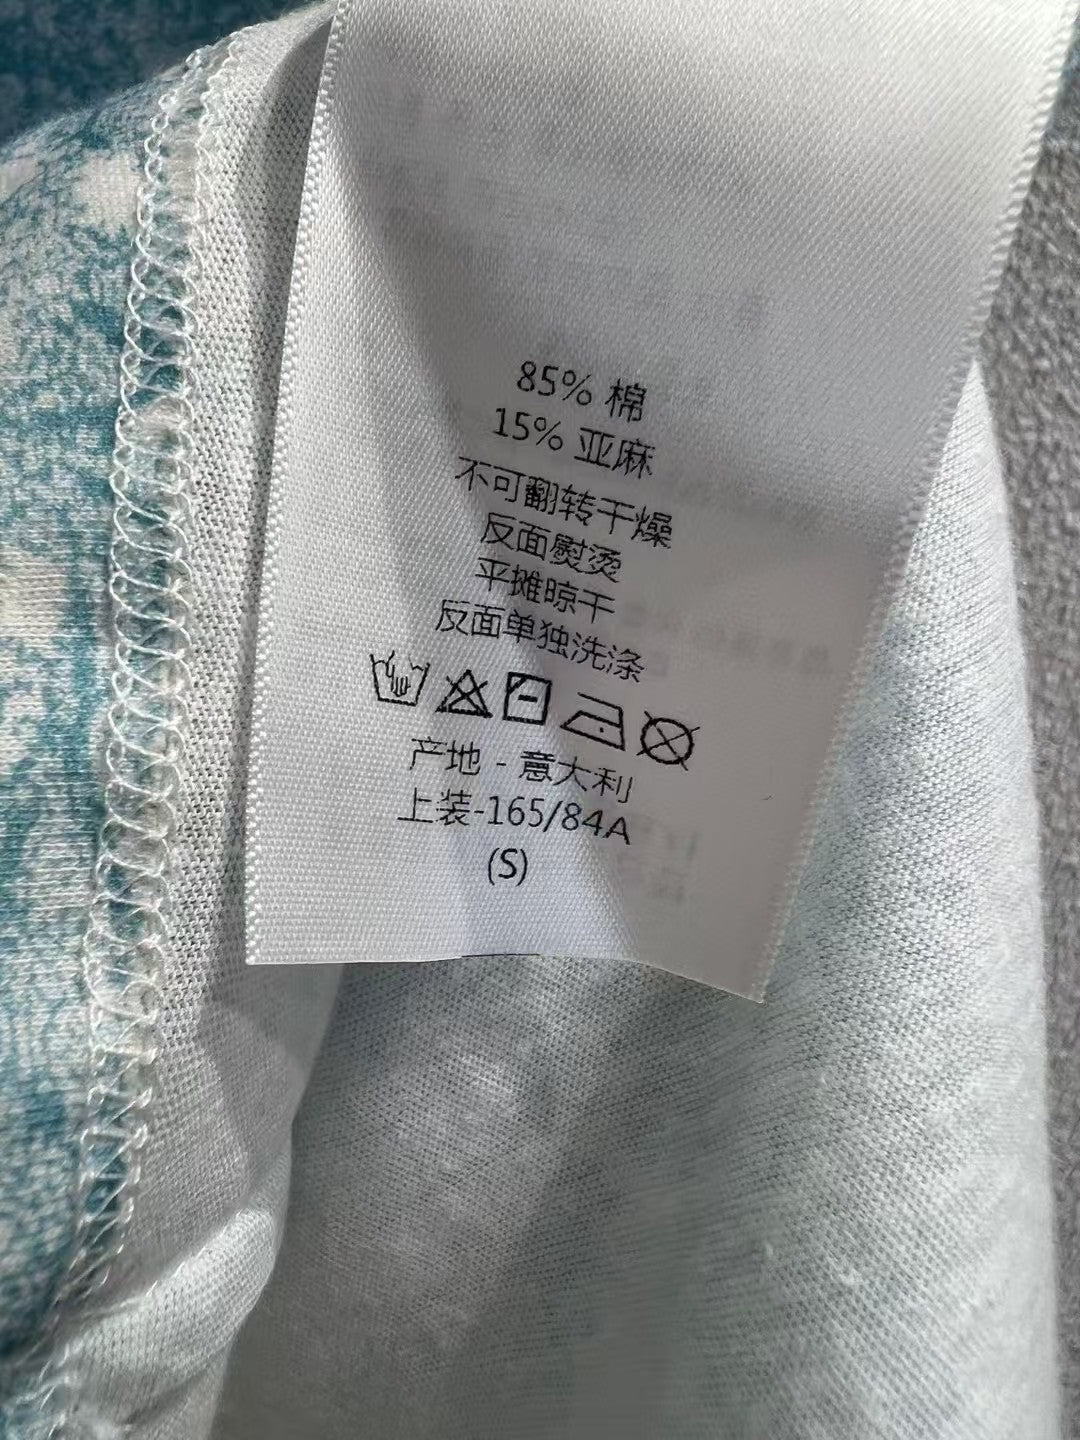 85% 棉
15% 亚麻
不可翻转干燥
反面熨烫
平摊晾干
反面单独洗涤
产地 - 意大利
上装-165/84A
(S)